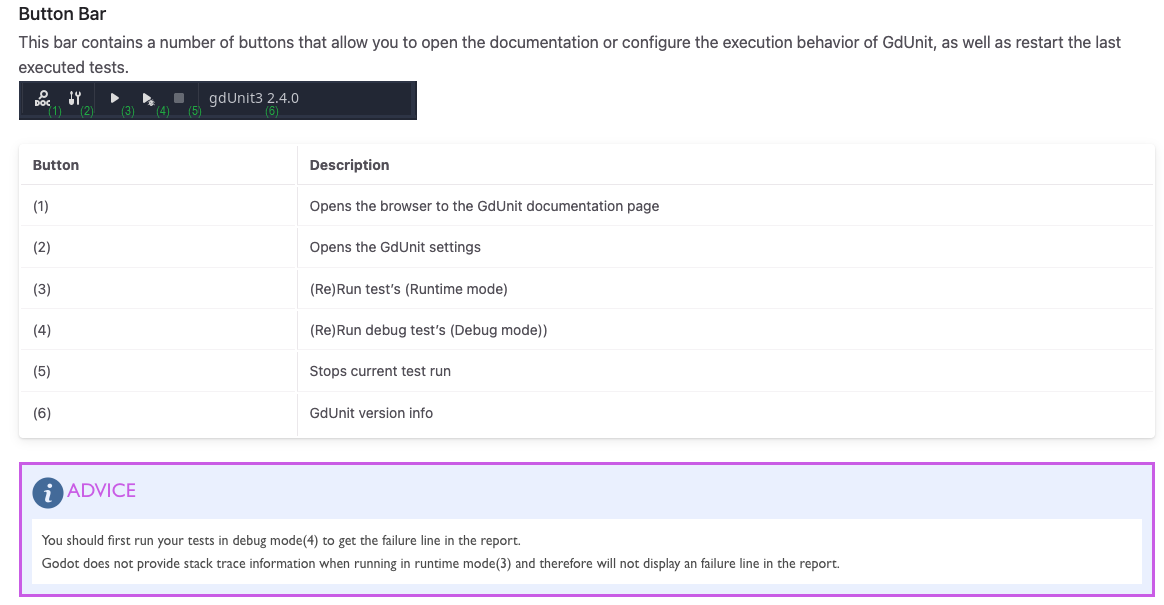 Button Bar
This bar contains a number of buttons that allow you to open the documentation or configure the execution behavior of GdUnit, as well as restart the last
executed tests.
DOC gdUnit3 2.4.0
(1) (2) (3) (4) (5) (6)
Button Description
(1) Opens the browser to the GdUnit documentation page
(2) Opens the GdUnit settings
(3) (Re)Run test’s (Runtime mode)
(4) (Re)Run debug test’s (Debug mode))
(5) Stops current test run
(6) GdUnit version info
i ADVICE
You should first run your tests in debug mode(4) to get the failure line in the report.
Godot does not provide stack trace information when running in runtime mode(3) and therefore will not display an failure line in the report.